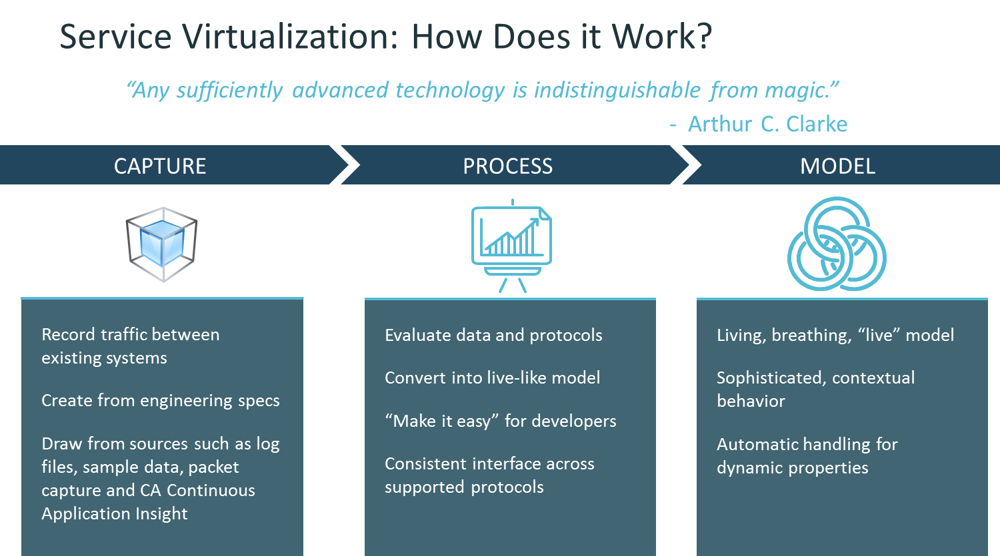 Service Virtualization: How Does it Work?
“Any sufficiently advanced technology is indistinguishable from magic.”
- Arthur C. Clarke
CAPTURE
PROCESS
MODEL
Record traffic between
existing systems
Create from engineering specs
Draw from sources such as log
files, sample data, packet
capture and CA Continuous
Application Insight
Evaluate data and protocols
Convert into live-like model
“Make it easy” for developers
Consistent interface across
supported protocols
Living, breathing, “live” model
Sophisticated, contextual
behavior
Automatic handling for
dynamic properties